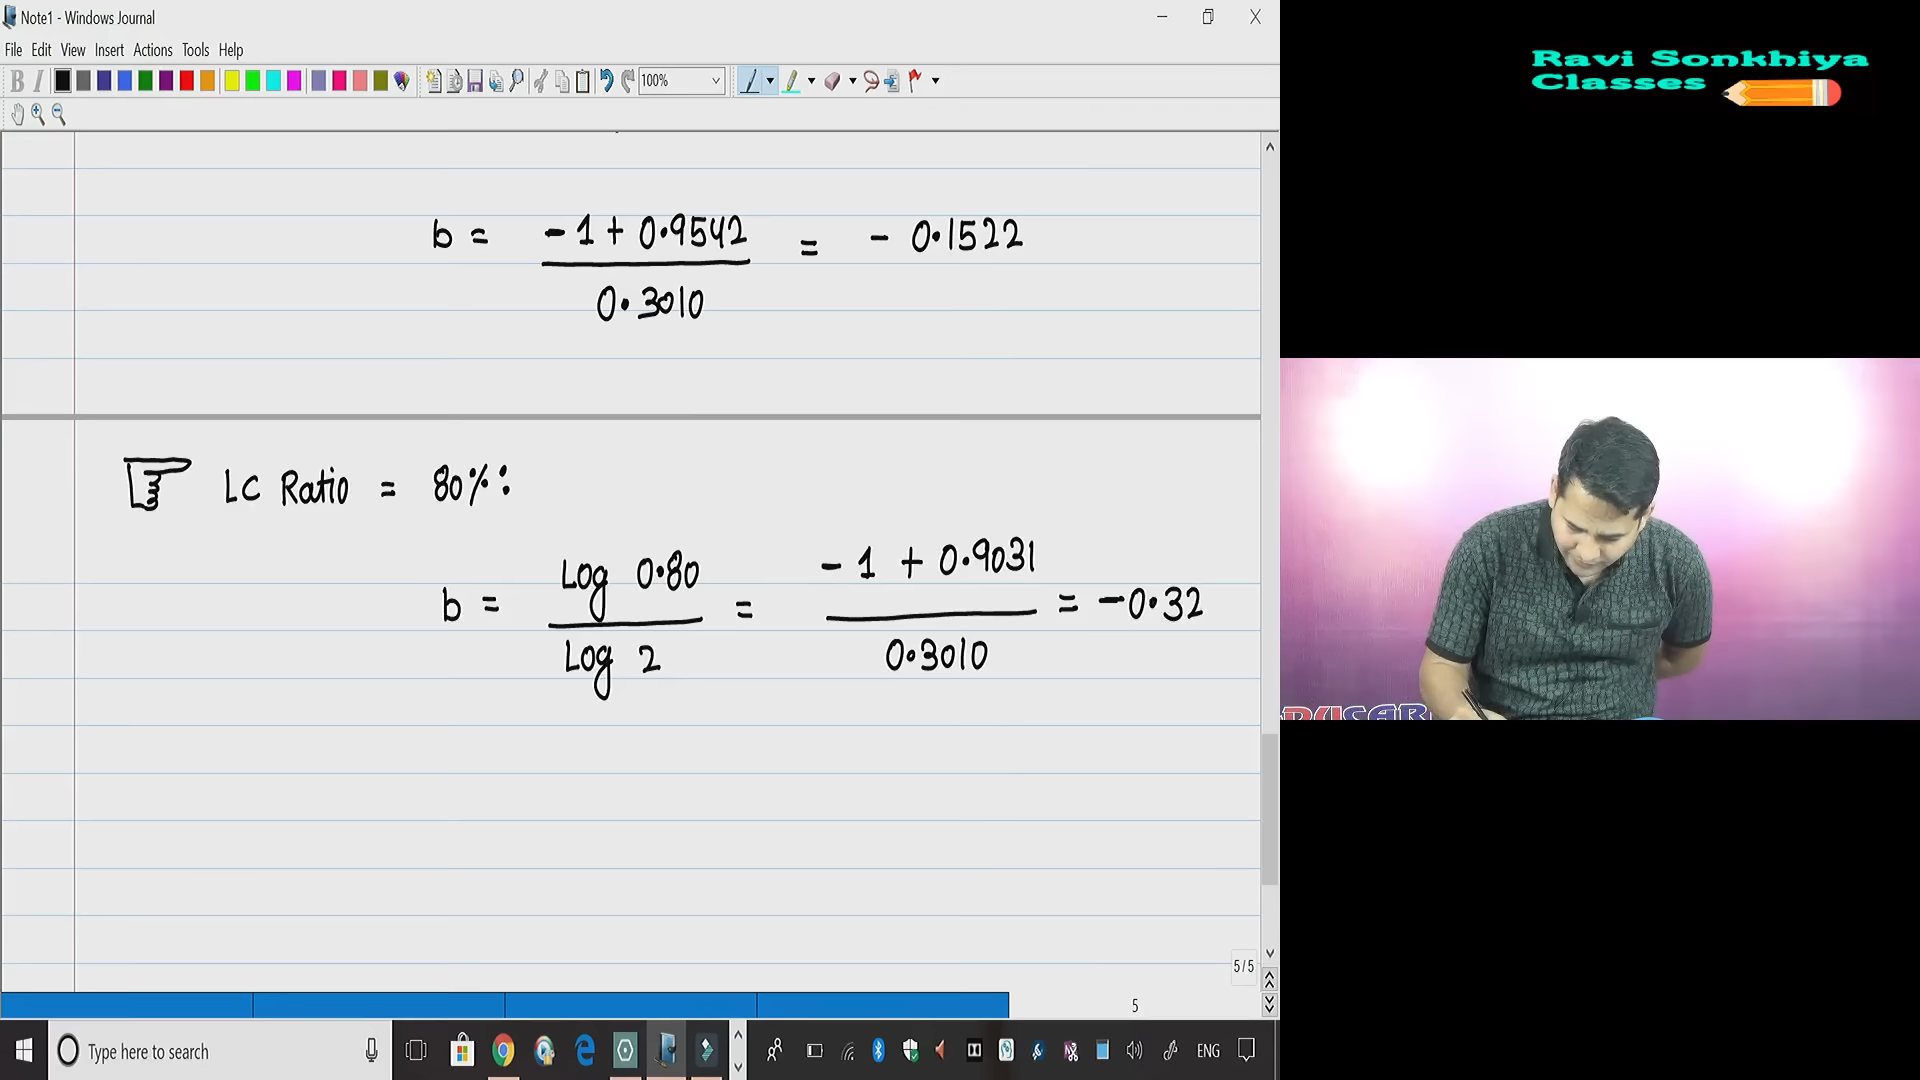 Note1 - Windows Journal
File Edit View Insert Actions Tools Help
B I 100%
b = -1 + 0.9542 / 0.3010 = - 0.1522
LC Ratio = 80% :
b = Log 0.80 / Log 2 = -1 + 0.9031 / 0.3010 = -0.32
5/5
5
Type here to search
ENG
Ravi Sonkhiya
Classes